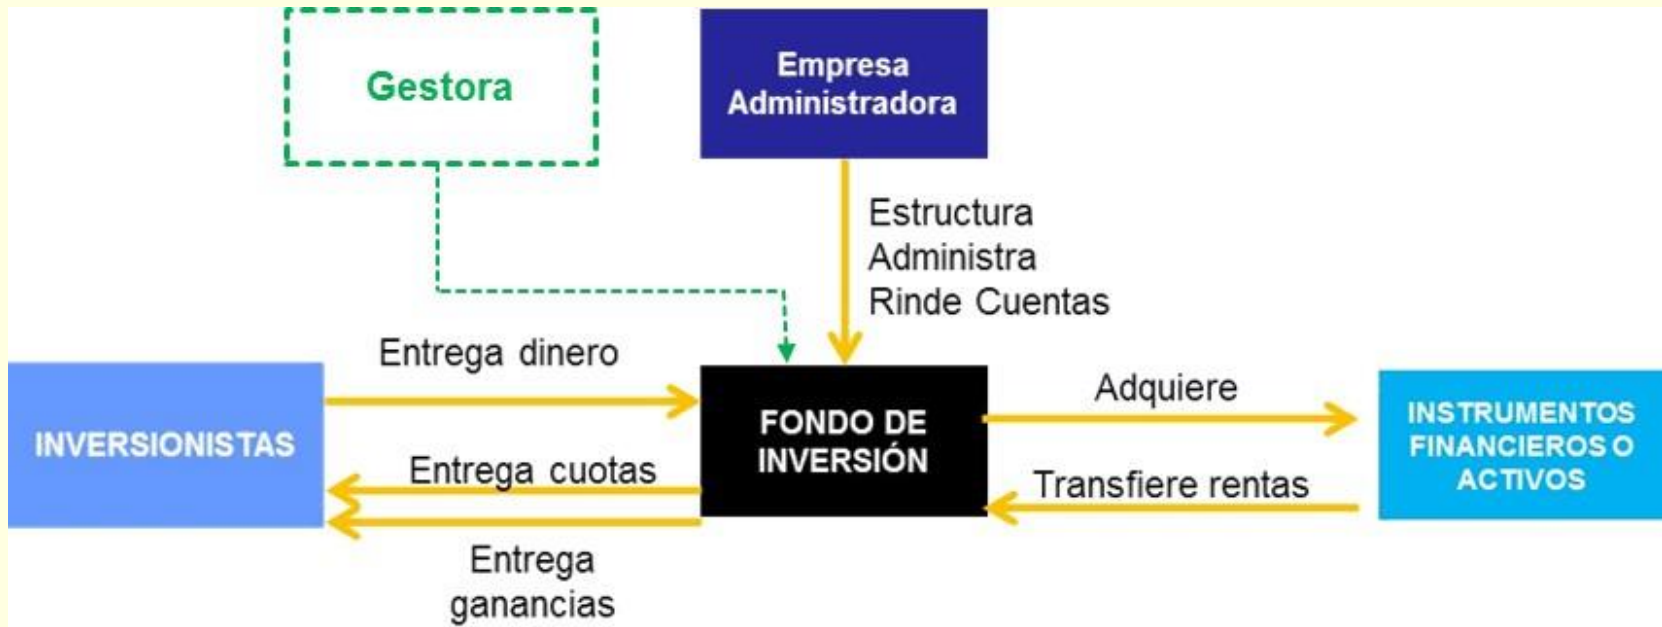 Gestora
Empresa
Administradora
Estructura
Administra
Rinde Cuentas
Entrega dinero
INVERSIONISTAS
Entrega cuotas
Entrega
ganancias
FONDO DE
INVERSIÓN
Adquiere
Transfiere rentas
INSTRUMENTOS
FINANCIEROS O
ACTIVOS